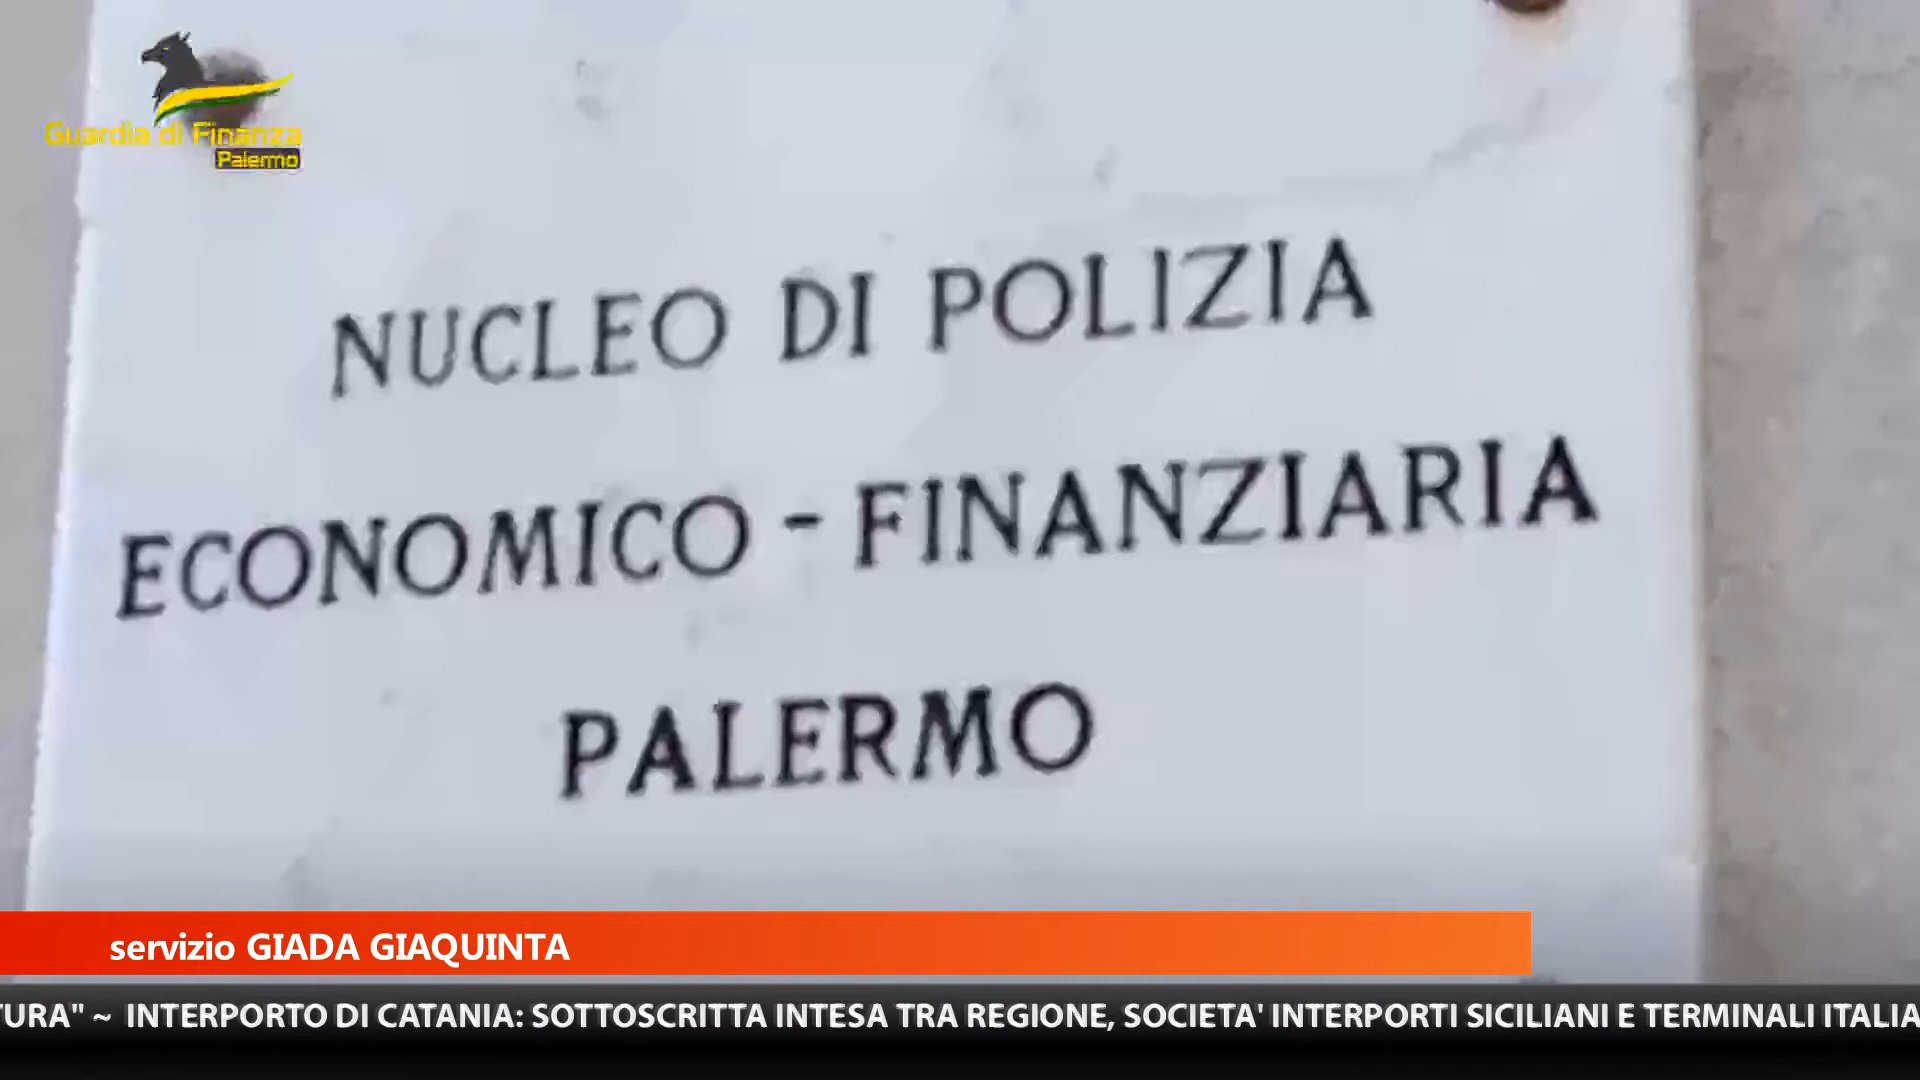 Guardia di Finanza
Palermo
NUCLEO DI POLIZIA
ECONOMICO - FINANZIARIA
PALERMO
servizio GIADA GIAQUINTA
TURA" ~ INTERPORTO DI CATANIA: SOTTOSCRITTA INTESA TRA REGIONE, SOCIETA' INTERPORTI SICILIANI E TERMINALI ITALIA